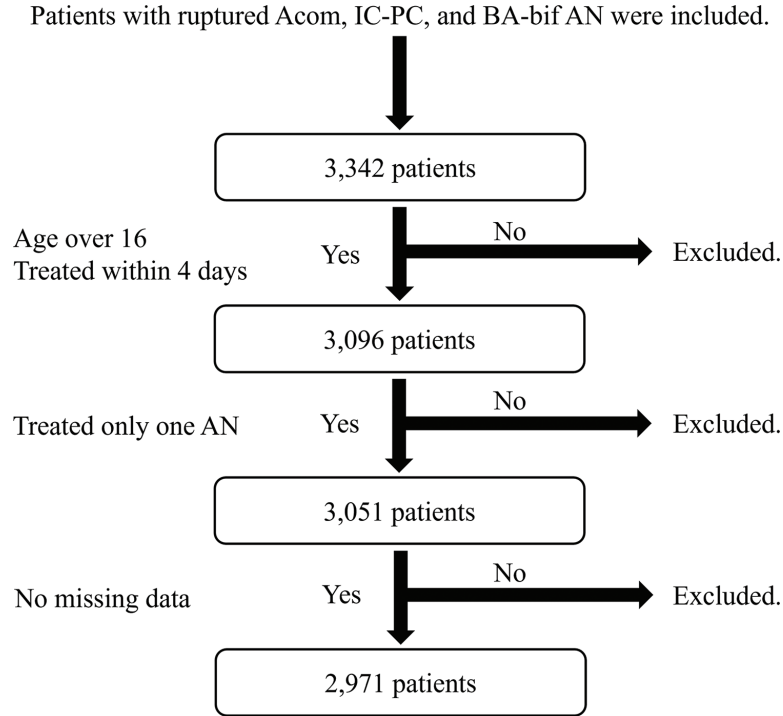 Patients with ruptured Acom, IC-PC, and BA-bif AN were included.
3,342 patients
Age over 16
Treated within 4 days
Yes
No
Excluded.
3,096 patients
Treated only one AN
Yes
No
Excluded.
3,051 patients
No missing data
Yes
No
Excluded.
2,971 patients